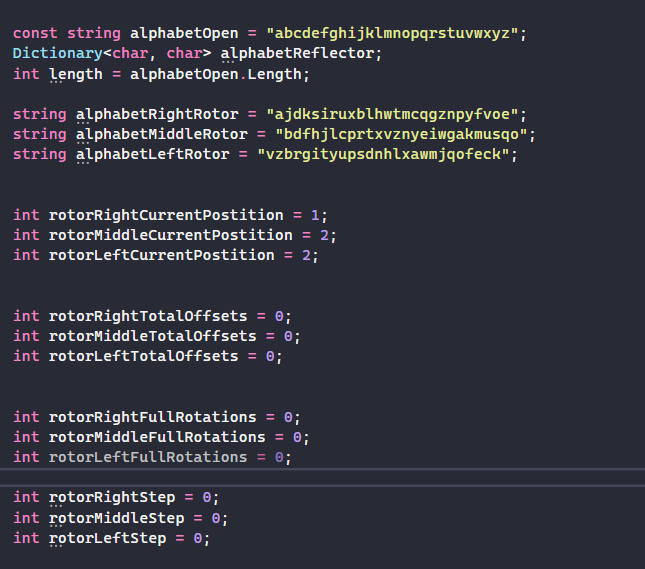 const string alphabetOpen = "abcdefghijklmnopqrstuvwxyz";
Dictionary<char, char> alphabetReflector;
int length = alphabetOpen.Length;
string alphabetRightRotor = "ajdksiruxblhwtmcqgznpyfvoe";
string alphabetMiddleRotor = "bdfhjlcprtxvznyeiwgakmusqo";
string alphabetLeftRotor = "vzbrgityupsdnhlxawmjqofeck";
int rotorRightCurrentPostition = 1;
int rotorMiddleCurrentPostition = 2;
int rotorLeftCurrentPostition = 2;
int rotorRightTotalOffsets = 0;
int rotorMiddleTotalOffsets = 0;
int rotorLeftTotalOffsets = 0;
int rotorRightFullRotations = 0;
int rotorMiddleFullRotations = 0;
int rotorLeftFullRotations = 0;
int rotorRightStep = 0;
int rotorMiddleStep = 0;
int rotorLeftStep = 0;